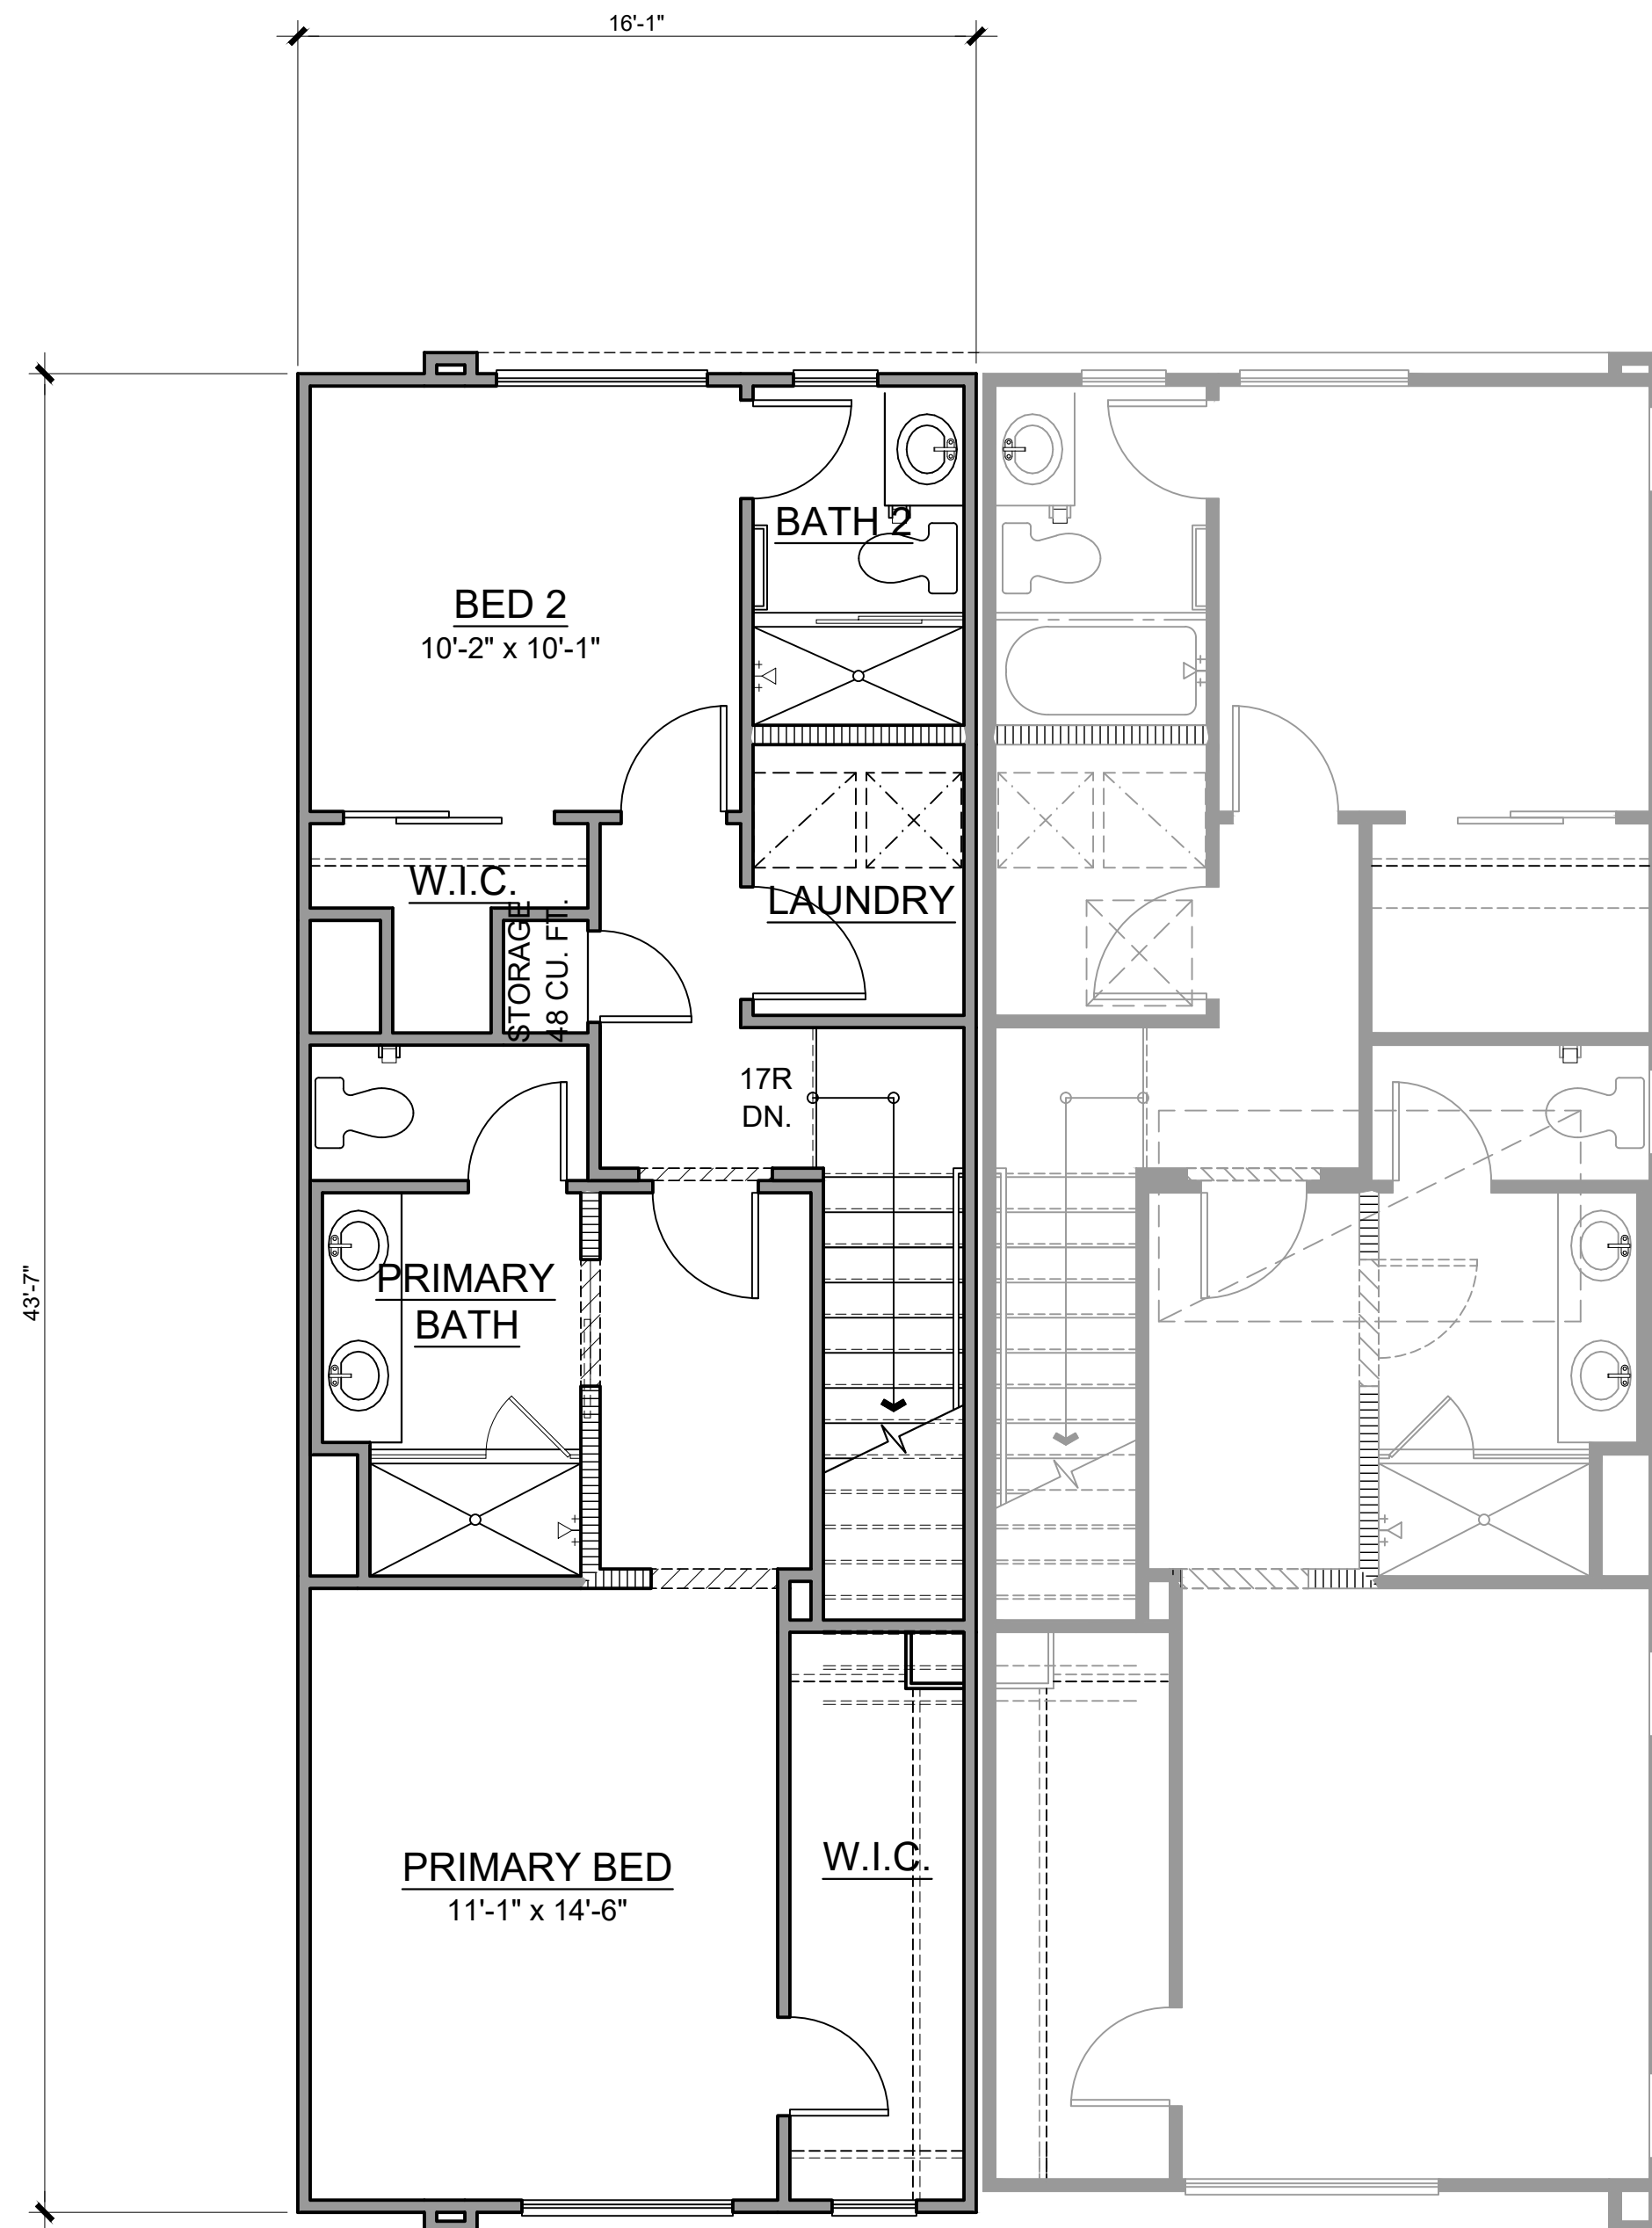 16'-1"
BATH 2
BED 2
10'-2" x 10'-1"
W.I.C.
LAUNDRY
STORAGE
48 CU. FT.
17R
DN.
43'-7"
PRIMARY
BATH
PRIMARY BED
11'-1" x 14'-6"
W.I.C.